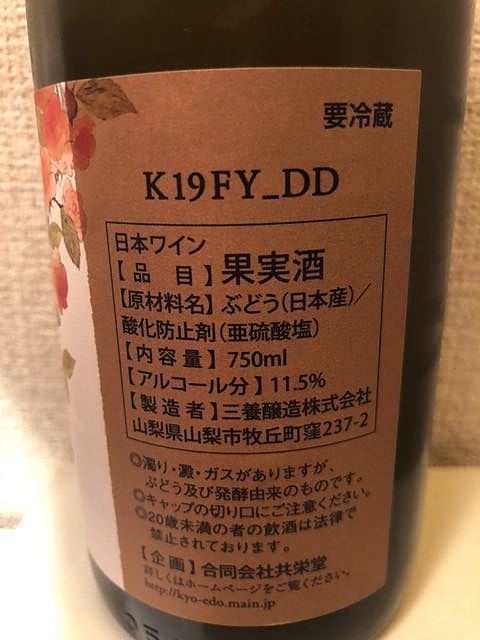 要冷蔵
K19FY_DD
日本ワイン
【品 目】果実酒
【原材料名】ぶどう（日本産）／
酸化防止剤（亜硫酸塩）
【内容量】750ml
【アルコール分】11.5%
【製造者】三養醸造株式会社
山梨県山梨市牧丘町窪237-2
◎濁り・澱・ガスがありますが、
ぶどう及び発酵由来のものです。
◎キャップの切り口にご注意ください。
◎20歳未満の者の飲酒は法律で
禁止されております。
【企画】合同会社共栄堂
詳しくはホームページをご覧ください。
http://kyo-edo.main.jp